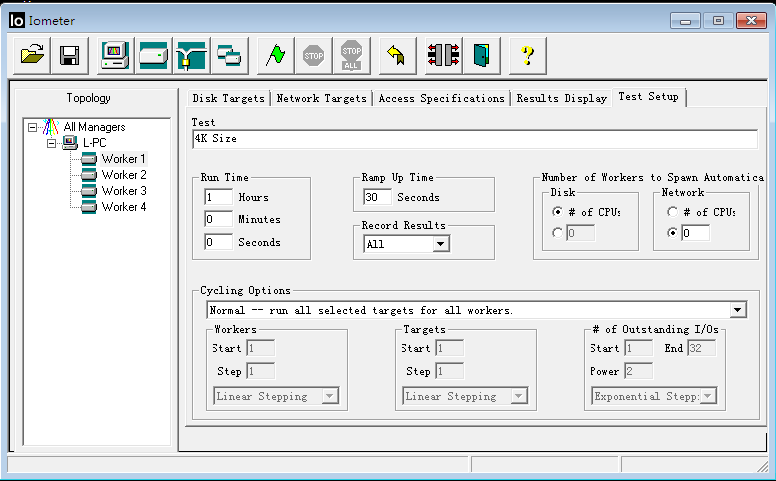 Io Iometer
STOP
STOP
ALL
?
Topology
All Managers
L-PC
Worker 1
Worker 2
Worker 3
Worker 4
Disk Targets Network Targets Access Specifications Results Display Test Setup
Test
4K Size
Run Time
1 Hours
0 Minutes
0 Seconds
Ramp Up Time
30 Seconds
Record Results
All
Number of Workers to Spawn Automatica
Disk
# of CPUs
0
Network
# of CPUs
0
Cycling Options
Normal -- run all selected targets for all workers.
Workers
Start 1
Step 1
Linear Stepping
Targets
Start 1
Step 1
Linear Stepping
# of Outstanding I/Os
Start 1 End 32
Power 2
Exponential Stepp: